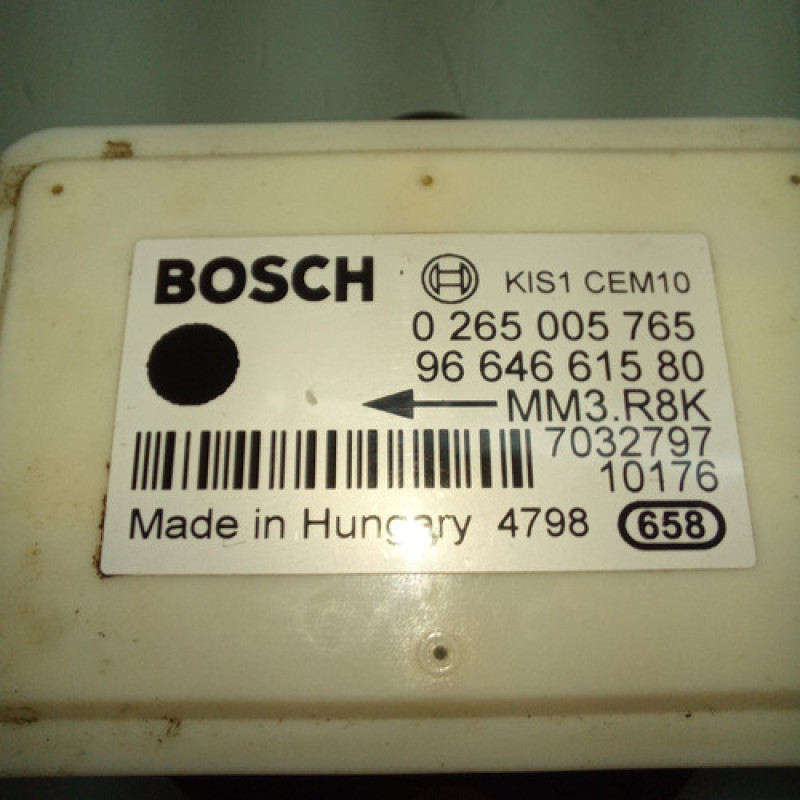 BOSCH KIS1 CEM10
0 265 005 765
96 646 615 80
MM3.R8K
7032797
10176
Made in Hungary 4798 658